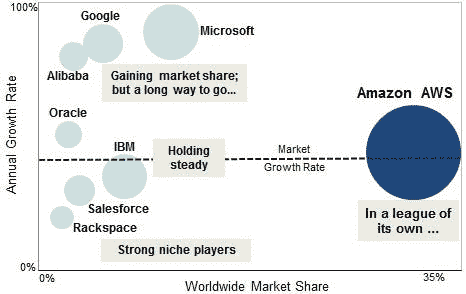 100%
Google
Microsoft
Alibaba
Gaining market share;
but a long way to go...
Amazon AWS
Oracle
IBM
Holding
steady
Market
Growth Rate
Annual Growth Rate
Salesforce
Rackspace
In a league of
its own ...
Strong niche players
0%
0%
35%
Worldwide Market Share